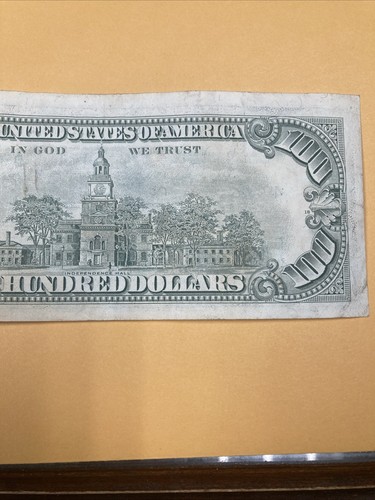 UNITED STATES OF AMERICA
100
IN GOD WE TRUST
INDEPENDENCE HALL
HUNDRED DOLLARS
100